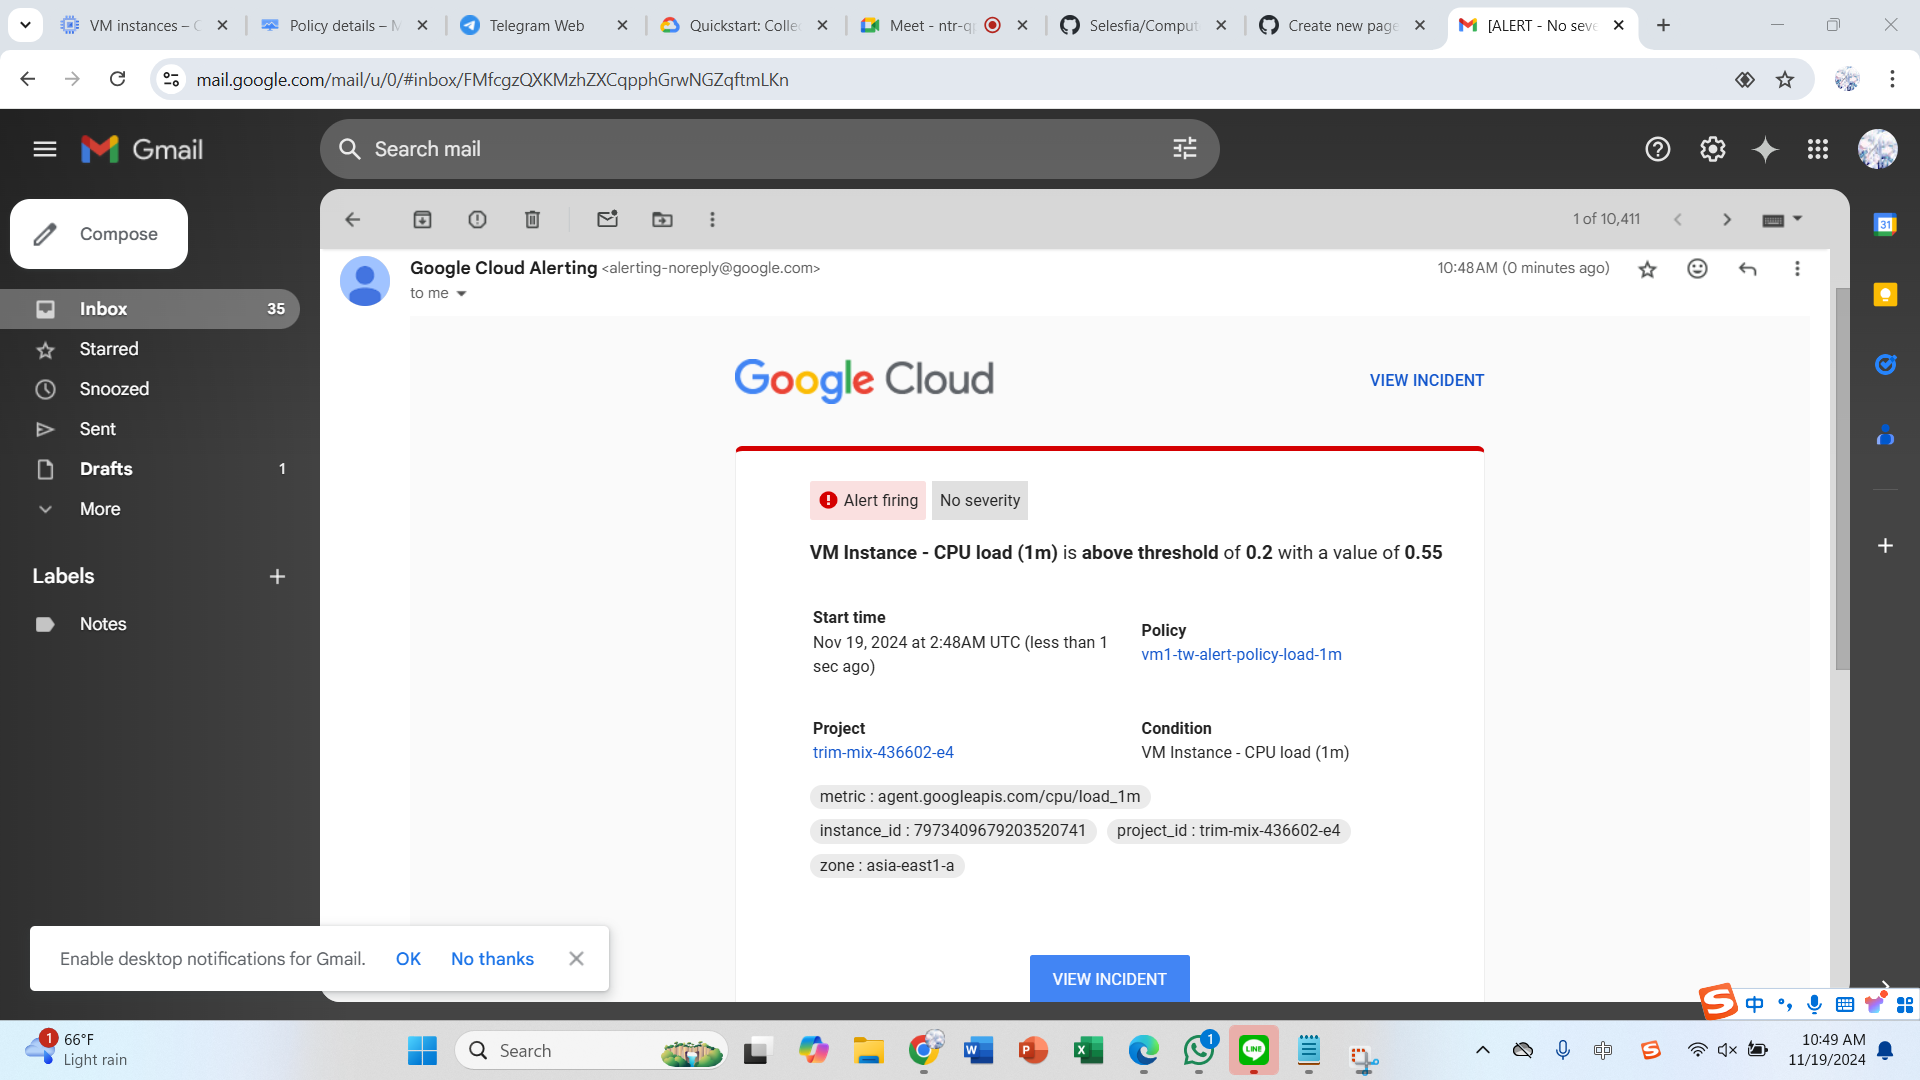 VM instances – C
Policy details – M
Telegram Web
Quickstart: Collec
Meet - ntr-q
Selesfia/Comput
Create new page
[ALERT - No seve
mail.google.com/mail/u/0/#inbox/FMfcgzQXKMzhZXCqpphGrwNGZqftmLKn
Gmail
Search mail
Compose
1 of 10,411
31
Google Cloud Alerting <alerting-noreply@google.com>
10:48 AM (0 minutes ago)
to me
Inbox 35
Starred
Snoozed
Sent
Drafts 1
More
Labels
Notes
Google Cloud
VIEW INCIDENT
Alert firing
No severity
VM Instance - CPU load (1m) is above threshold of 0.2 with a value of 0.55
Start time
Nov 19, 2024 at 2:48AM UTC (less than 1
sec ago)
Policy
vm1-tw-alert-policy-load-1m
Project
trim-mix-436602-e4
Condition
VM Instance - CPU load (1m)
metric : agent.googleapis.com/cpu/load_1m
instance_id : 7973409679203520741
project_id : trim-mix-436602-e4
zone : asia-east1-a
VIEW INCIDENT
Enable desktop notifications for Gmail. OK No thanks
中
1
66°F
Light rain
Search
1
LINE
10:49 AM
11/19/2024